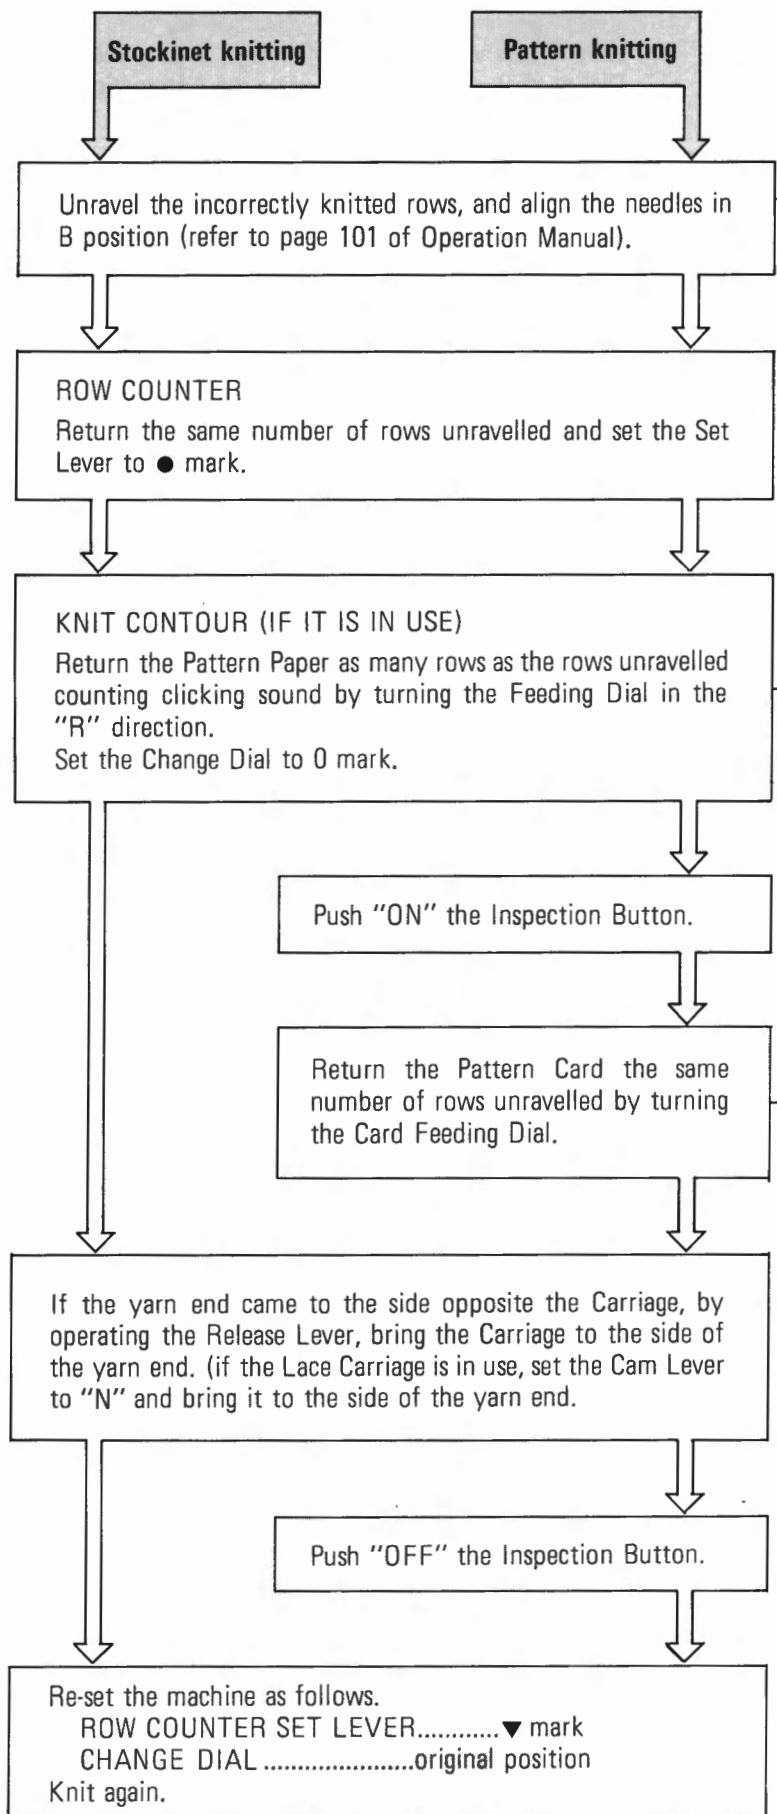 Stockinet knitting
Pattern knitting
Unravel the incorrectly knitted rows, and align the needles in
B position (refer to page 101 of Operation Manual).
ROW COUNTER
Return the same number of rows unravelled and set the Set
Lever to ● mark.
KNIT CONTOUR (IF IT IS IN USE)
Return the Pattern Paper as many rows as the rows unravelled
counting clicking sound by turning the Feeding Dial in the
"R" direction.
Set the Change Dial to 0 mark.
Push "ON" the Inspection Button.
Return the Pattern Card the same
number of rows unravelled by turning
the Card Feeding Dial.
If the yarn end came to the side opposite the Carriage, by
operating the Release Lever, bring the Carriage to the side of
the yarn end. (if the Lace Carriage is in use, set the Cam Lever
to "N" and bring it to the side of the yarn end.
Push "OFF" the Inspection Button.
Re-set the machine as follows.
ROW COUNTER SET LEVER............▼ mark
CHANGE DIAL ......................original position
Knit again.